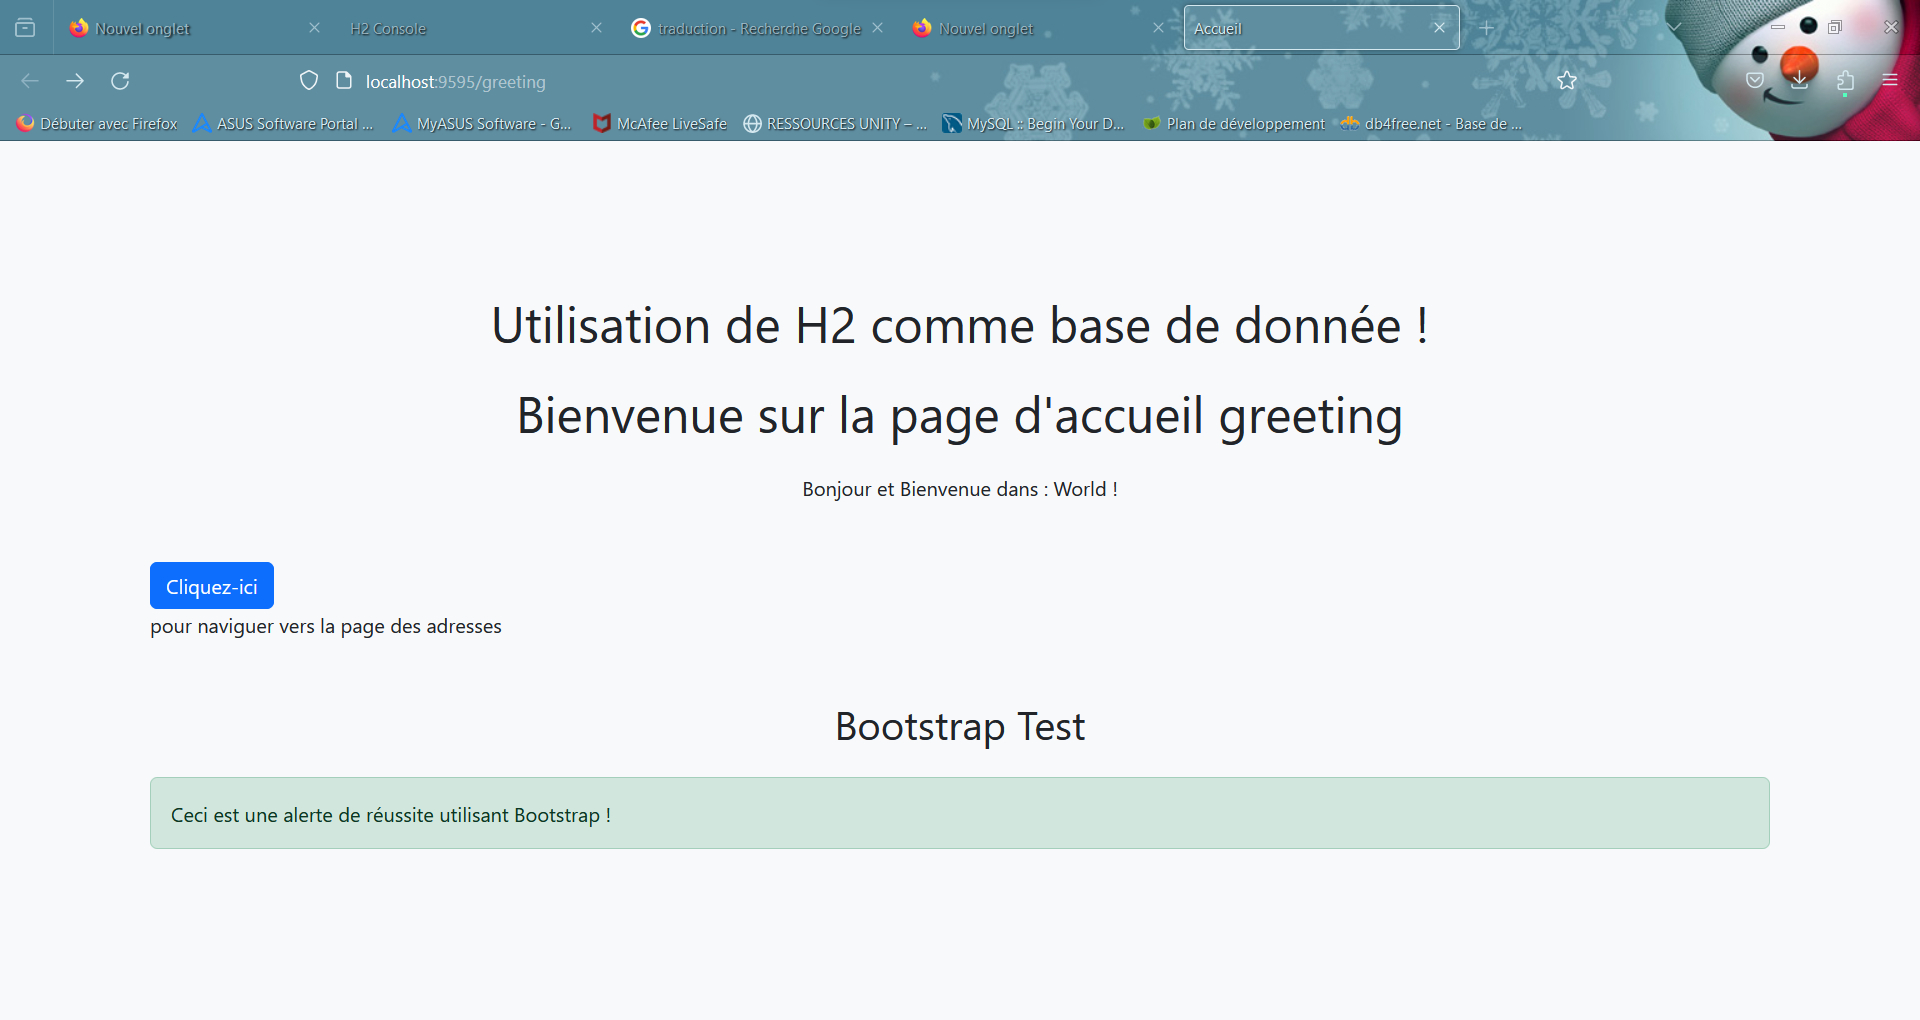 Nouvel onglet
H2 Console
traduction - Recherche Google
Nouvel onglet
Accueil
localhost:9595/greeting
Débuter avec Firefox
ASUS Software Portal ...
MyASUS Software - G...
McAfee LiveSafe
RESSOURCES UNITY – ...
MySQL :: Begin Your D...
Plan de développement
db4free.net - Base de ...
Utilisation de H2 comme base de donnée !
Bienvenue sur la page d'accueil greeting
Bonjour et Bienvenue dans : World !
Cliquez-ici
pour naviguer vers la page des adresses
Bootstrap Test
Ceci est une alerte de réussite utilisant Bootstrap !